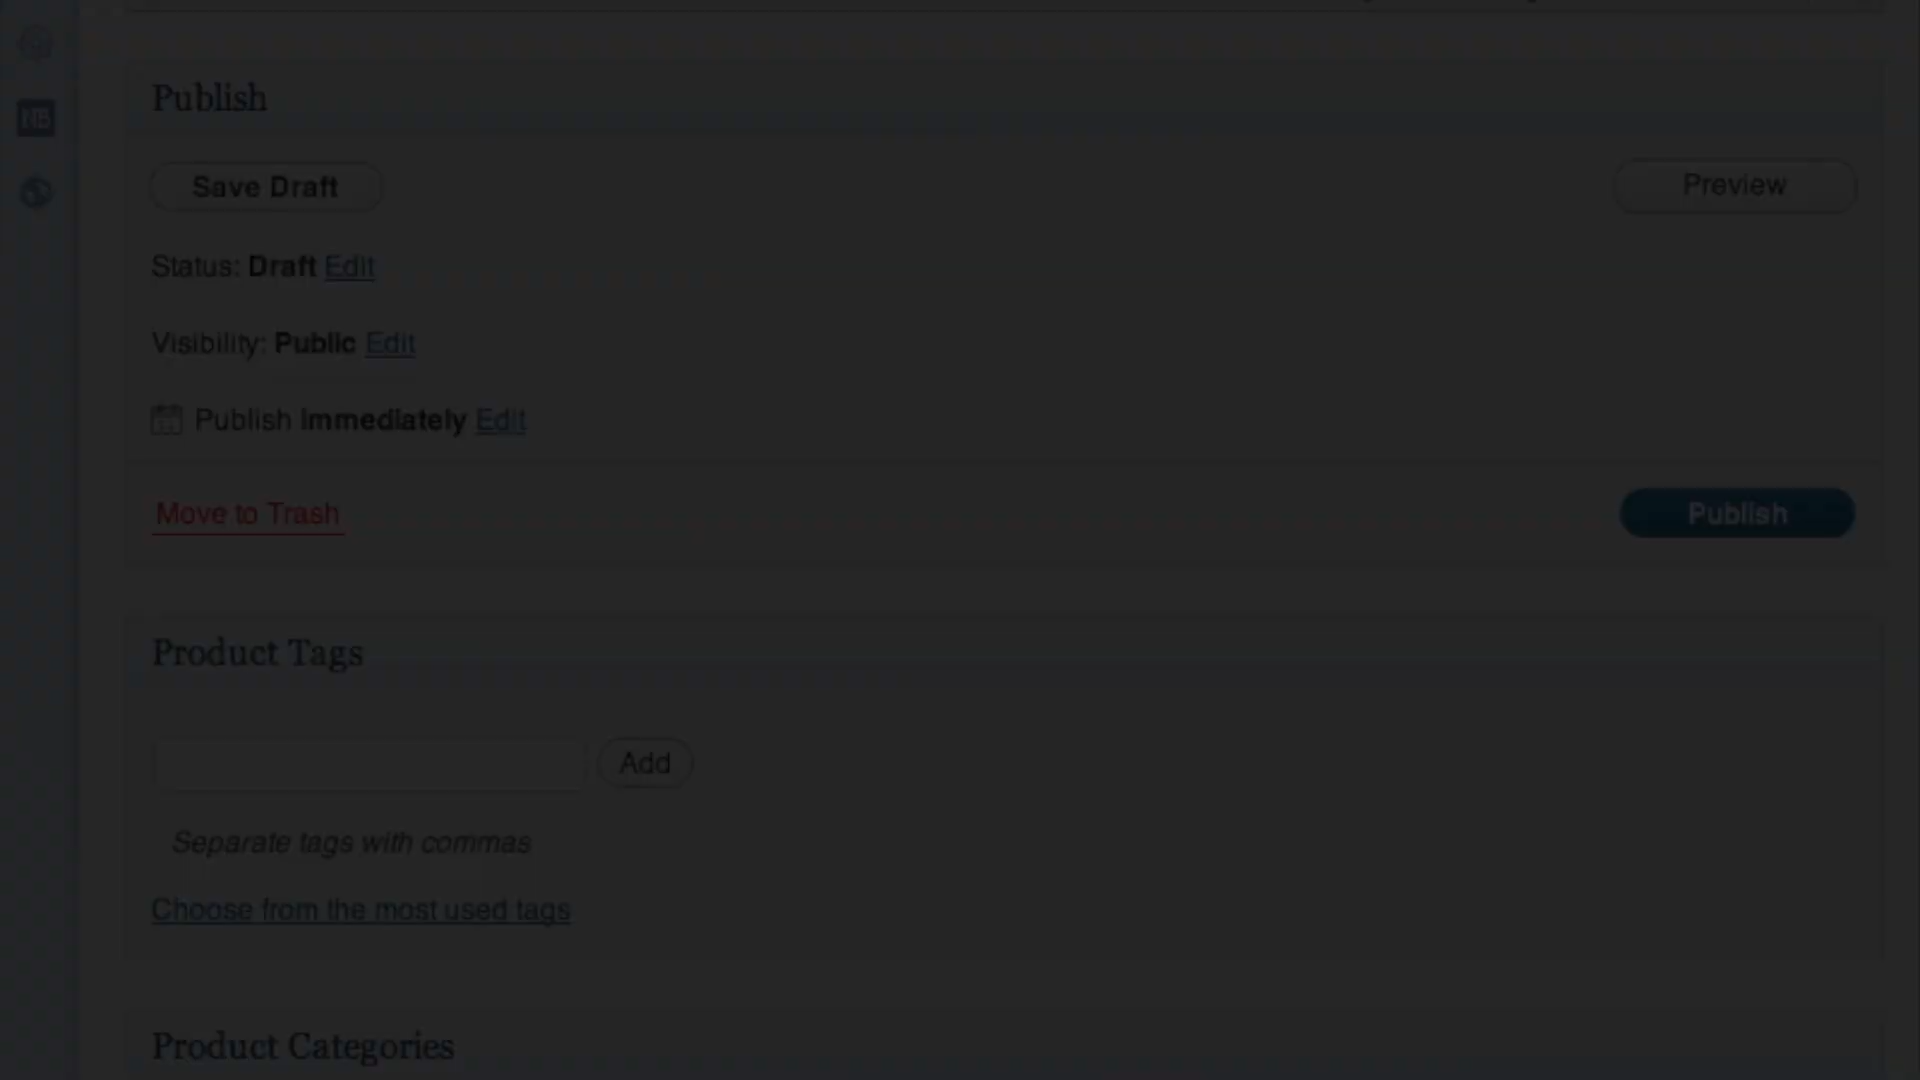 Publish
NB
Save Draft
Preview
Status: Draft Edit
Visibility: Public Edit
Publish immediately Edit
Move to Trash
Publish
Product Tags
Add
Separate tags with commas
Choose from the most used tags
Product Categories